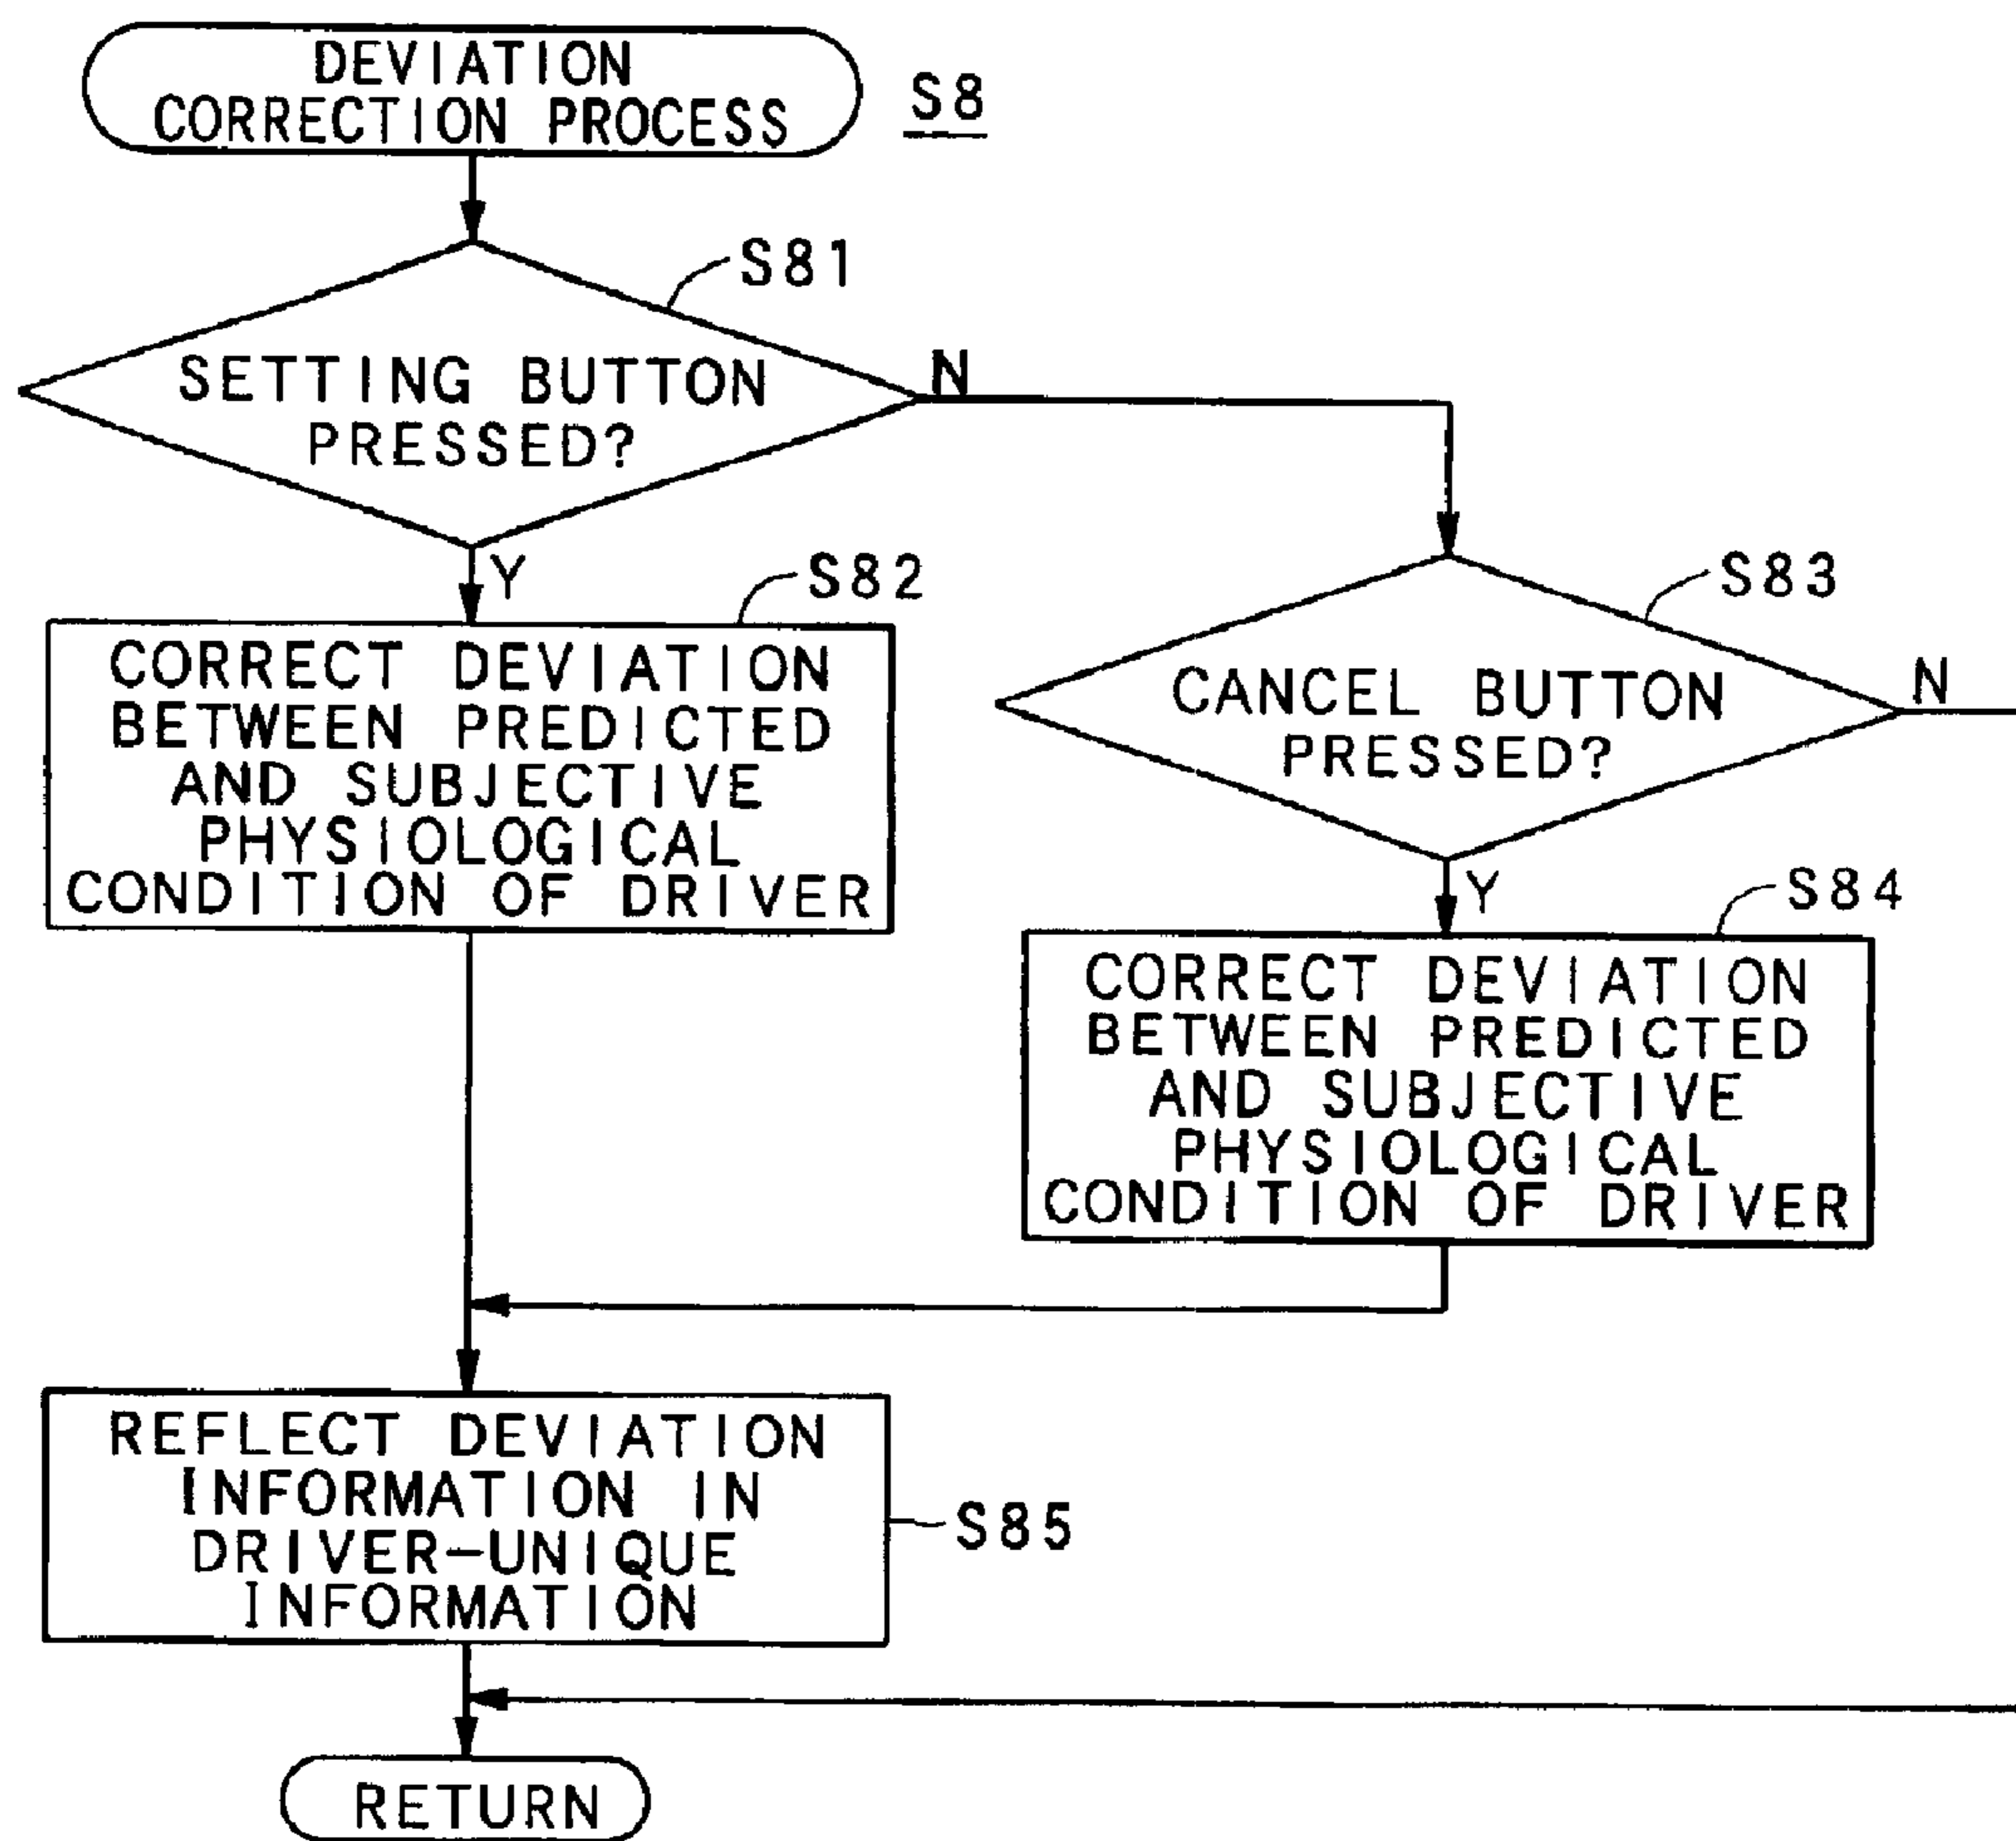 DEVIATION
CORRECTION PROCESS
S8
S81
SETTING BUTTON
PRESSED?
N
Y
S82
CORRECT DEVIATION
BETWEEN PREDICTED
AND SUBJECTIVE
PHYSIOLOGICAL
CONDITION OF DRIVER
S83
CANCEL BUTTON
PRESSED?
N
Y
S84
CORRECT DEVIATION
BETWEEN PREDICTED
AND SUBJECTIVE
PHYSIOLOGICAL
CONDITION OF DRIVER
REFLECT DEVIATION
INFORMATION IN
DRIVER-UNIQUE
INFORMATION
S85
RETURN